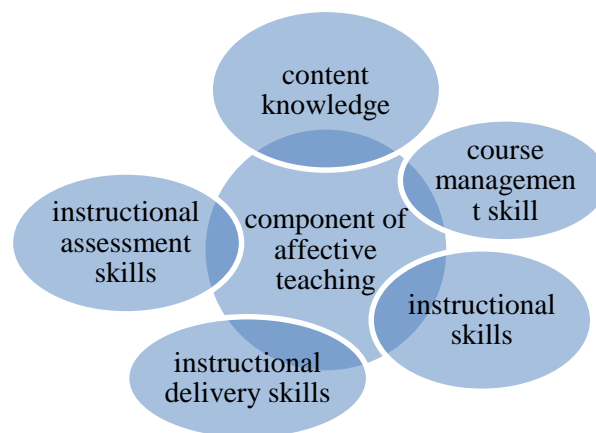 content
knowledge
course
managemen
t skill
instructional
assessment
skills
component of
affective
teaching
instructional
skills
instructional
delivery skills